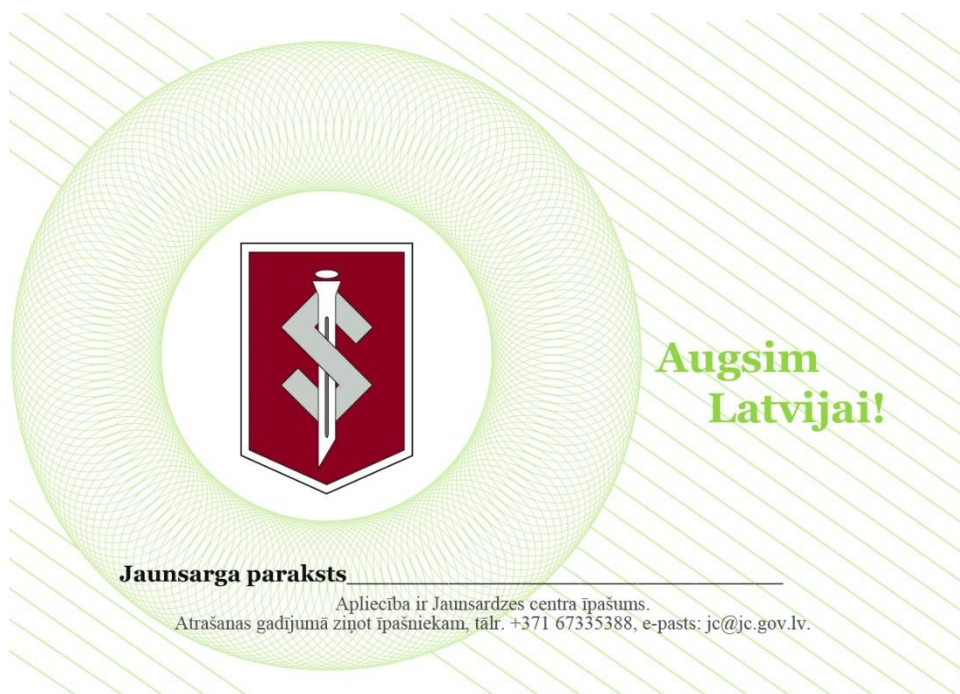 Augsim
Latvijai!
Jaunsarga paraksts
Apliecība ir Jaunsardzes centra īpašums.
Atrašanas gadījumā ziņot īpašniekam, tālr. +371 67335388, e-pasts: jc@jc.gov.lv.